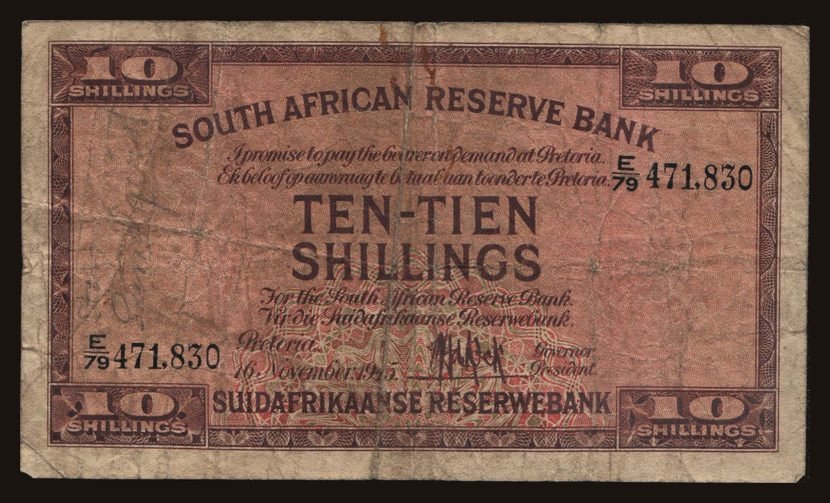 10
SHILLINGS
10
SHILLINGS
SOUTH AFRICAN RESERVE BANK
I promise to pay the bearer on demand at Pretoria.
Ek beloof op aanvraag te betaal aan toonder te Pretoria.
E/79 471,830
TEN-TIEN
SHILLINGS
For the South African Reserve Bank.
Vir die Suidafrikaanse Reserwebank.
Pretoria
16 November
Governor
President.
E/79 471,830
SUIDAFRIKAANSE RESERWEBANK
10
SHILLINGS
10
SHILLINGS